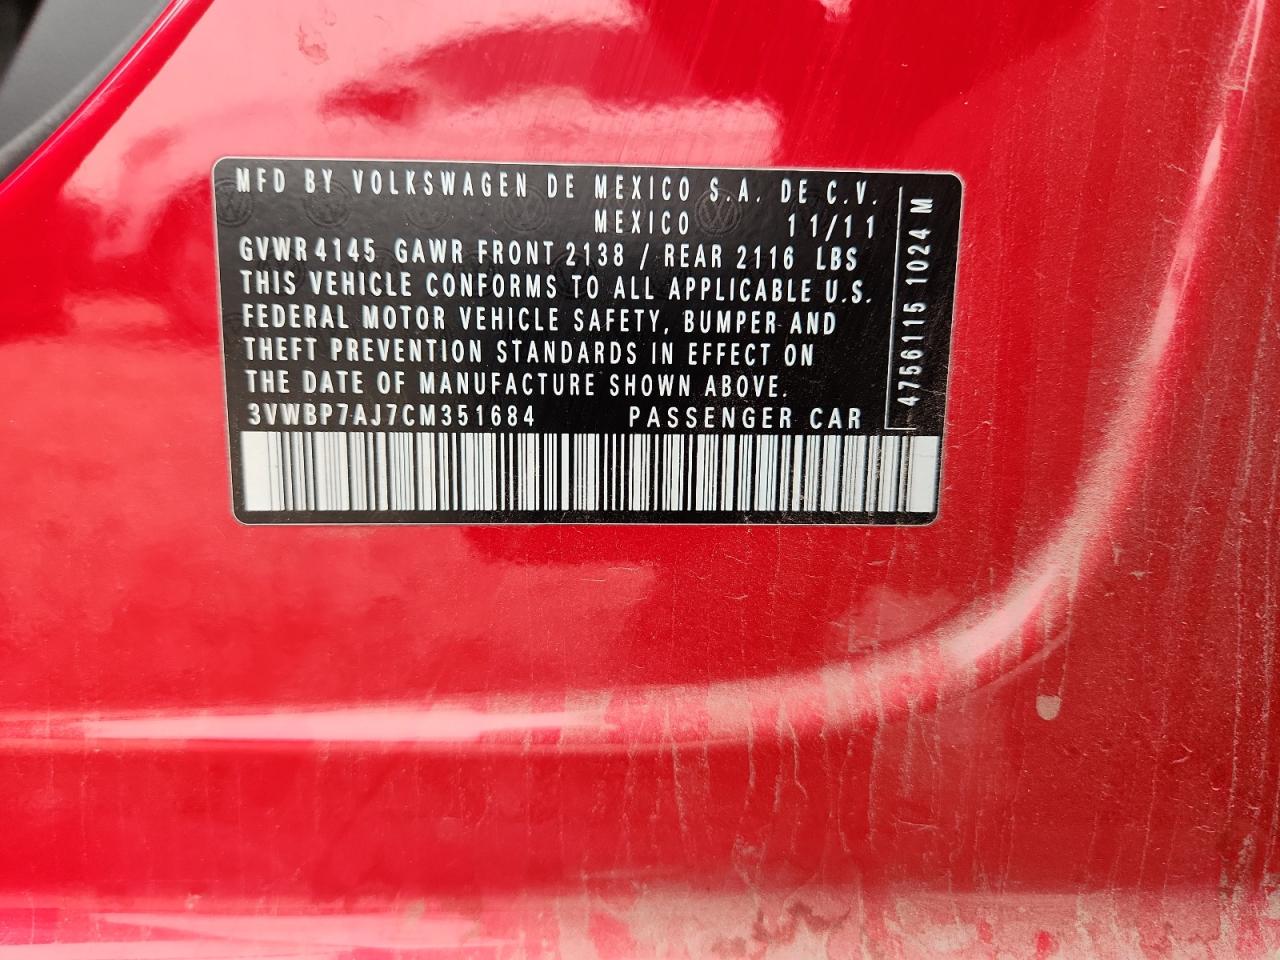 MFD BY VOLKSWAGEN DE MEXICO S.A. DE C.V.
MEXICO 11/11
GVWR 4145 GAWR FRONT 2138 / REAR 2116 LBS
THIS VEHICLE CONFORMS TO ALL APPLICABLE U.S.
FEDERAL MOTOR VEHICLE SAFETY, BUMPER AND
THEFT PREVENTION STANDARDS IN EFFECT ON
THE DATE OF MANUFACTURE SHOWN ABOVE.
3VWBP7AJ7CM351684 PASSENGER CAR
4756115 1024 M